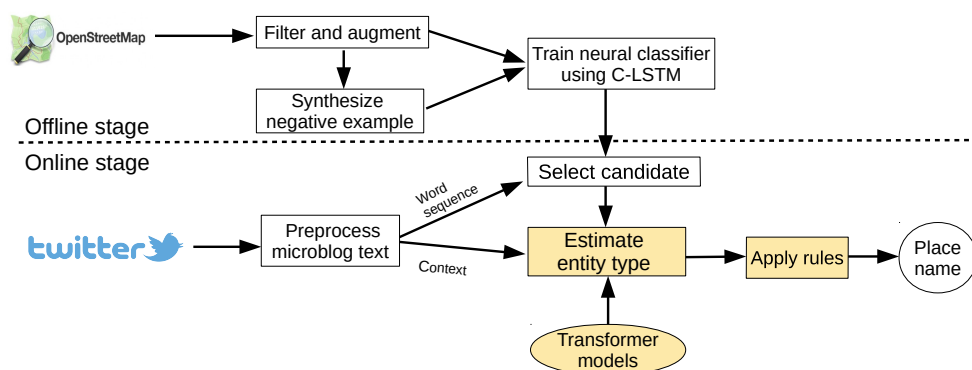 OpenStreetMap
Filter and augment
Train neural classifier
using C-LSTM
Synthesize
negative example
Offline stage
Online stage
Select candidate
Word
sequence
twitter
Preprocess
microblog text
Context
Estimate
entity type
Apply rules
Place
name
Transformer
models